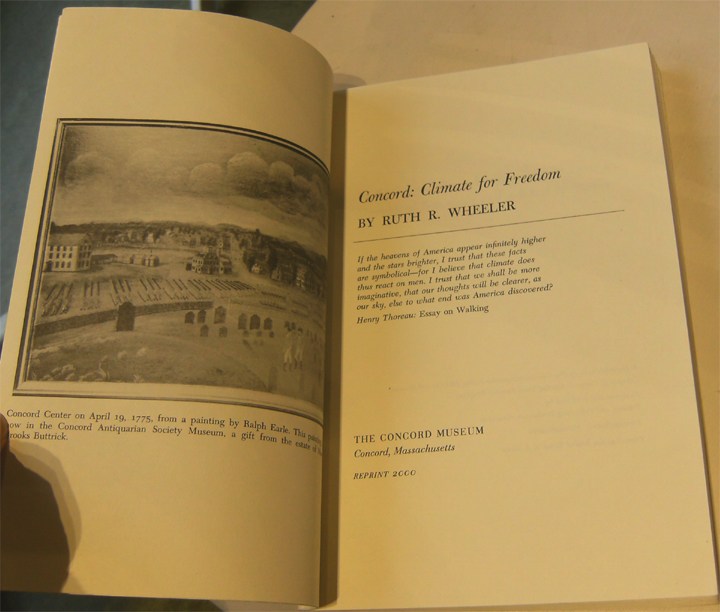 Concord Center on April 19, 1775, from a painting by Ralph Earle. This
ow in the Concord Antiquarian Society Museum, a gift from the estate of
rooks Buttrick.
Concord: Climate for Freedom
BY RUTH R. WHEELER
If the heavens of America appear infinitely higher
and the stars brighter, I trust that these facts
are symbolical—for I believe that climate does
thus react on men. I trust that we shall be more
imaginative, that our thoughts will be clearer, as
our sky, else to what end was America discovered?
Henry Thoreau: Essay on Walking
THE CONCORD MUSEUM
Concord, Massachusetts
REPRINT 2000